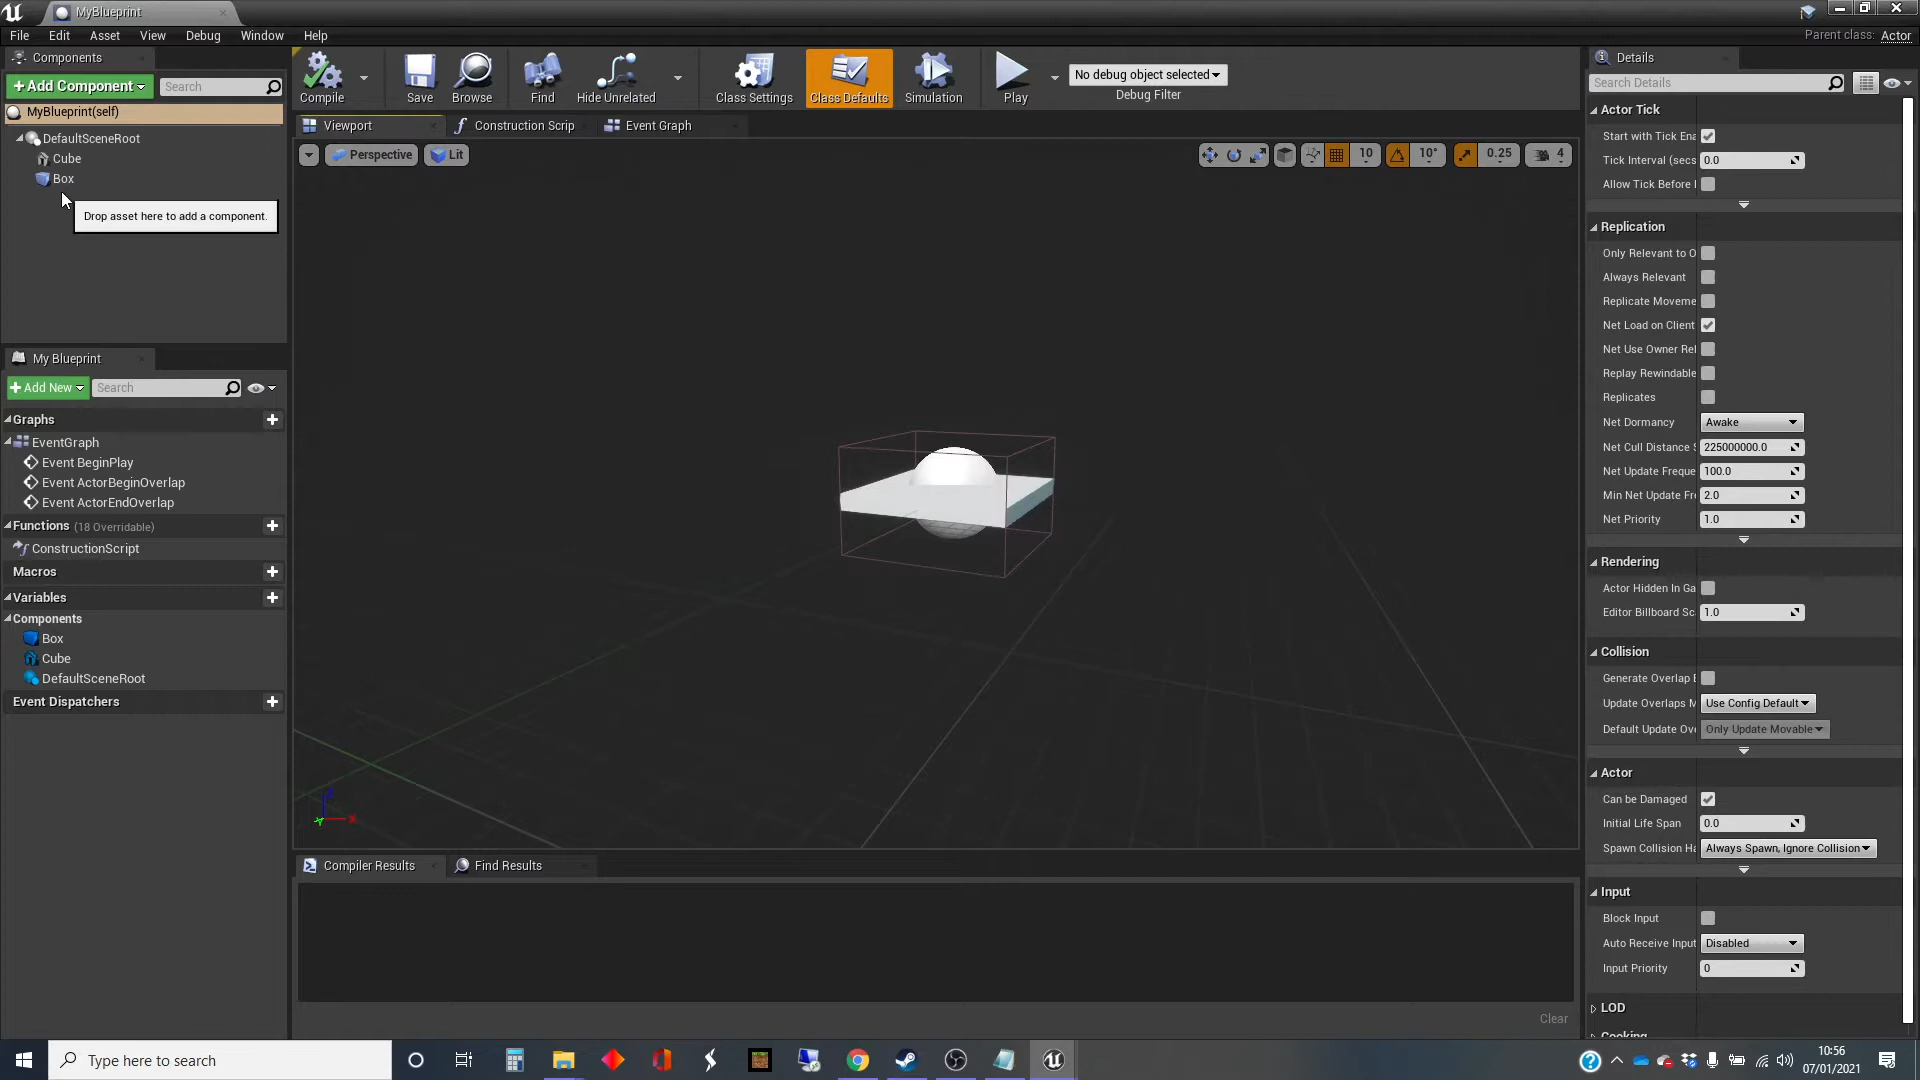 MyBlueprint
File Edit Asset View Debug Window Help
Parent class: Actor
Components
+Add Component Search
MyBlueprint(self)
DefaultSceneRoot
Cube
Box
Drop asset here to add a component.
My Blueprint
+Add New Search
Graphs
EventGraph
Event BeginPlay
Event ActorBeginOverlap
Event ActorEndOverlap
Functions (18 Overridable)
ConstructionScript
Macros
Variables
Components
Box
Cube
DefaultSceneRoot
Event Dispatchers
Compile Save Browse Find Hide Unrelated Class Settings Class Defaults Simulation Play
No debug object selected
Debug Filter
Viewport Construction Scrip Event Graph
Perspective Lit
10 10° 0.25 4
Z X Y
Compiler Results Find Results
Clear
Details
Search Details
Actor Tick
Start with Tick Ena
Tick Interval (secs 0.0
Allow Tick Before
Replication
Only Relevant to O
Always Relevant
Replicate Moveme
Net Load on Client
Net Use Owner Rel
Replay Rewindable
Replicates
Net Dormancy Awake
Net Cull Distance S 225000000.0
Net Update Freque 100.0
Min Net Update Fr 2.0
Net Priority 1.0
Rendering
Actor Hidden In Ga
Editor Billboard Sc 1.0
Collision
Generate Overlap E
Update Overlaps M Use Config Default
Default Update Ove Only Update Movable
Actor
Can be Damaged
Initial Life Span 0.0
Spawn Collision Ha Always Spawn, Ignore Collision
Input
Block Input
Auto Receive Input Disabled
Input Priority 0
LOD
Cooking
Type here to search
10:56
07/01/2021